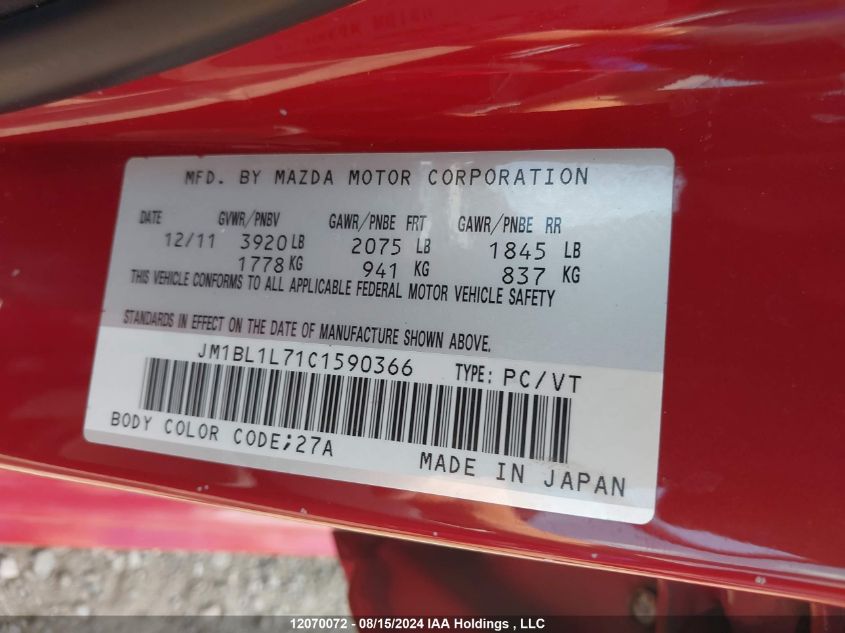 MFD. BY MAZDA MOTOR CORPORATION
DATE GVWR/PNBV GAWR/PNBE FRT GAWR/PNBE RR
12/11 3920 LB 2075 LB 1845 LB
1778 KG 941 KG 837 KG
THIS VEHICLE CONFORMS TO ALL APPLICABLE FEDERAL MOTOR VEHICLE SAFETY
STANDARDS IN EFFECT ON THE DATE OF MANUFACTURE SHOWN ABOVE.
JM1BL1L71C1590366 TYPE: PC/VT
BODY COLOR CODE;27A
MADE IN JAPAN
12070072 - 08/15/2024 IAA Holdings , LLC